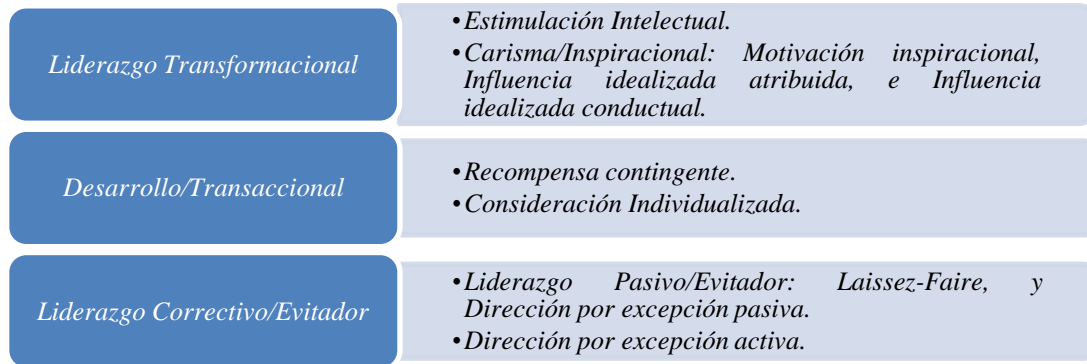 Liderazgo Transformacional
•Estimulación Intelectual.
•Carisma/Inspiracional: Motivación inspiracional,
Influencia idealizada atribuida, e Influencia
idealizada conductual.
Desarrollo/Transaccional
•Recompensa contingente.
•Consideración Individualizada.
Liderazgo Correctivo/Evitador
•Liderazgo Pasivo/Evitador: Laissez-Faire, y
Dirección por excepción pasiva.
•Dirección por excepción activa.